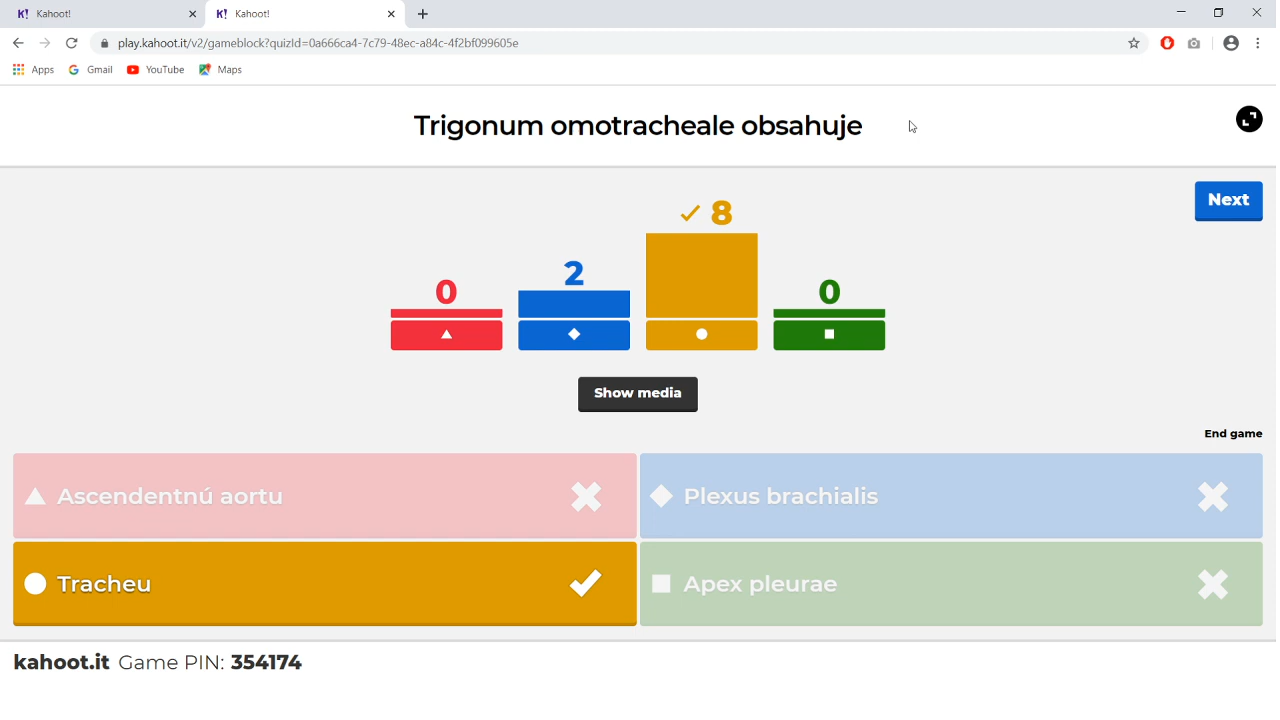 Kahoot!
Kahoot!
play.kahoot.it/v2/gameblock?quizId=0a666ca4-7c79-48ec-a84c-4f2bf099605e
Apps
Gmail
YouTube
Maps
Trigonum omotracheale obsahuje
Next
0
2
8
0
Show media
End game
Ascendentnú aortu
Plexus brachialis
Tracheu
Apex pleurae
kahoot.it Game PIN: 354174